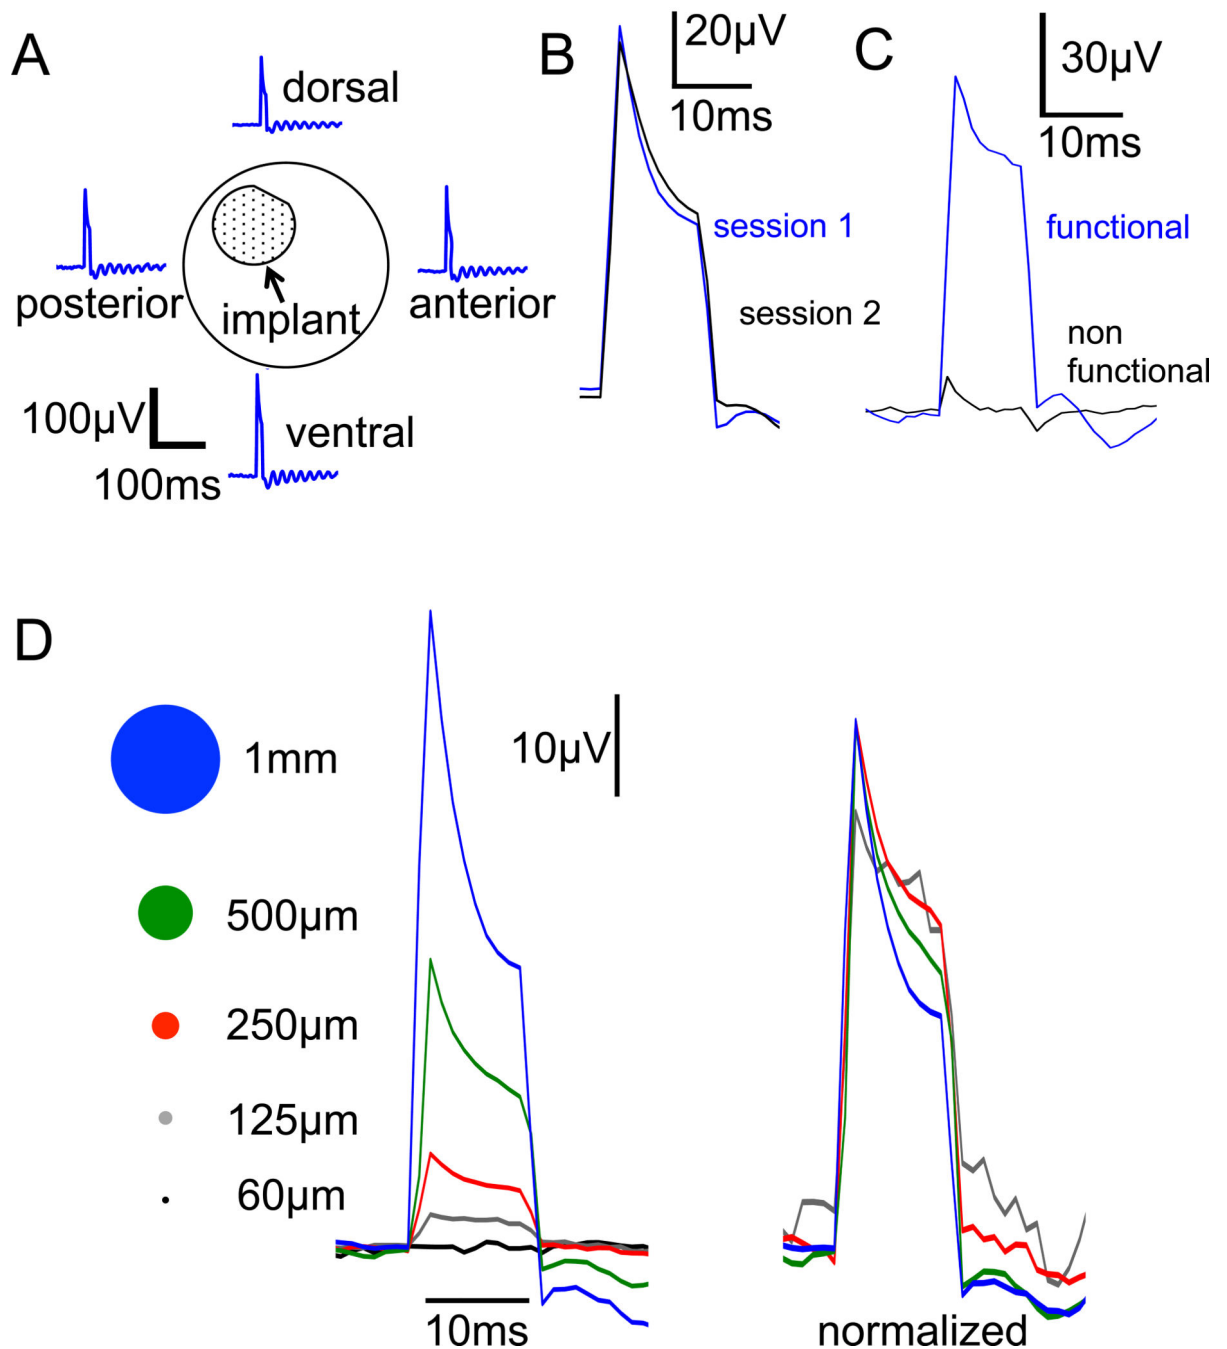 A
dorsal
posterior
implant
anterior
100µV
100ms
ventral
B
20µV
10ms
session 1
session 2
C
30µV
10ms
functional
non
functional
D
1mm
500µm
250µm
125µm
60µm
10µV
10ms
normalized